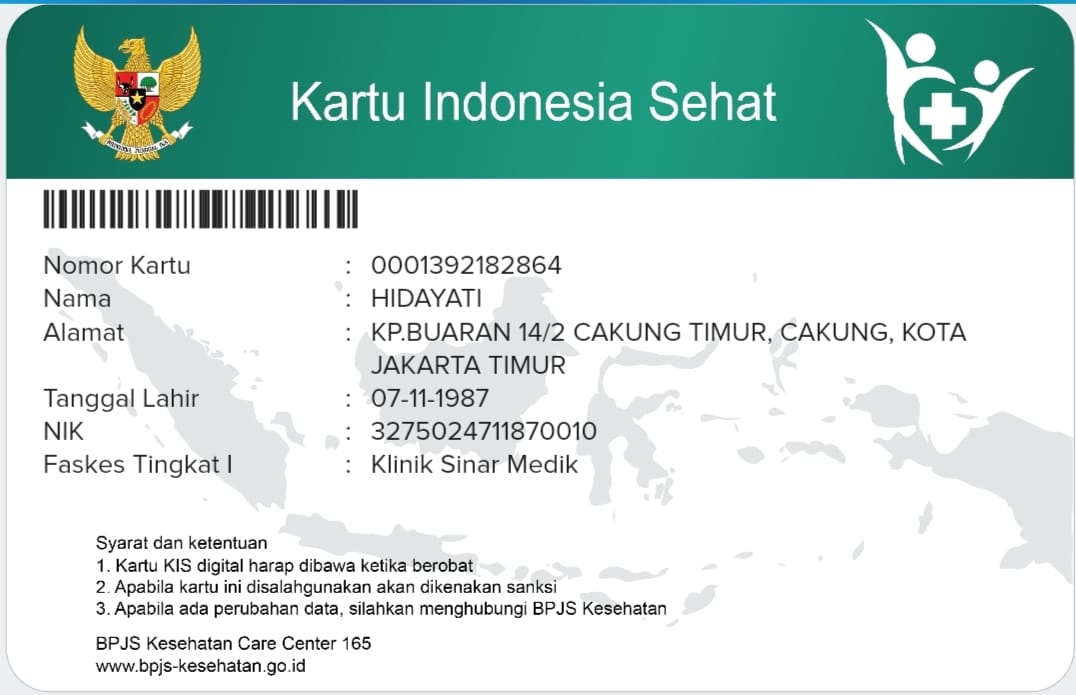 Kartu Indonesia Sehat
Nomor Kartu : 0001392182864
Nama : HIDAYATI
Alamat : KP.BUARAN 14/2 CAKUNG TIMUR, CAKUNG, KOTA
JAKARTA TIMUR
Tanggal Lahir : 07-11-1987
NIK : 3275024711870010
Faskes Tingkat I : Klinik Sinar Medik
Syarat dan ketentuan
1. Kartu KIS digital harap dibawa ketika berobat
2. Apabila kartu ini disalahgunakan akan dikenakan sanksi
3. Apabila ada perubahan data, silahkan menghubungi BPJS Kesehatan
BPJS Kesehatan Care Center 165
www.bpjs-kesehatan.go.id